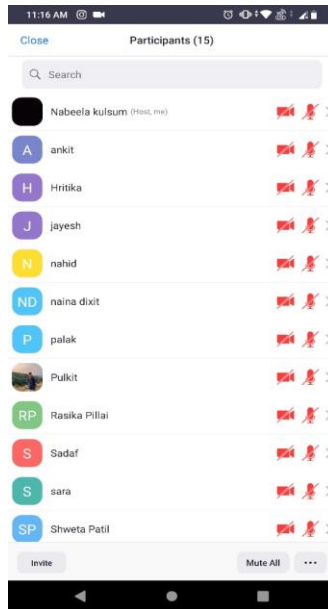 11:16 AM
Close Participants (15)
Search
Nabeela kulsum (Host, me)
A ankit
H Hritika
J jayesh
N nahid
ND naina dixit
P palak
Pulkit
RP Rasika Pillai
S Sadaf
S sara
SP Shweta Patil
Invite Mute All ...